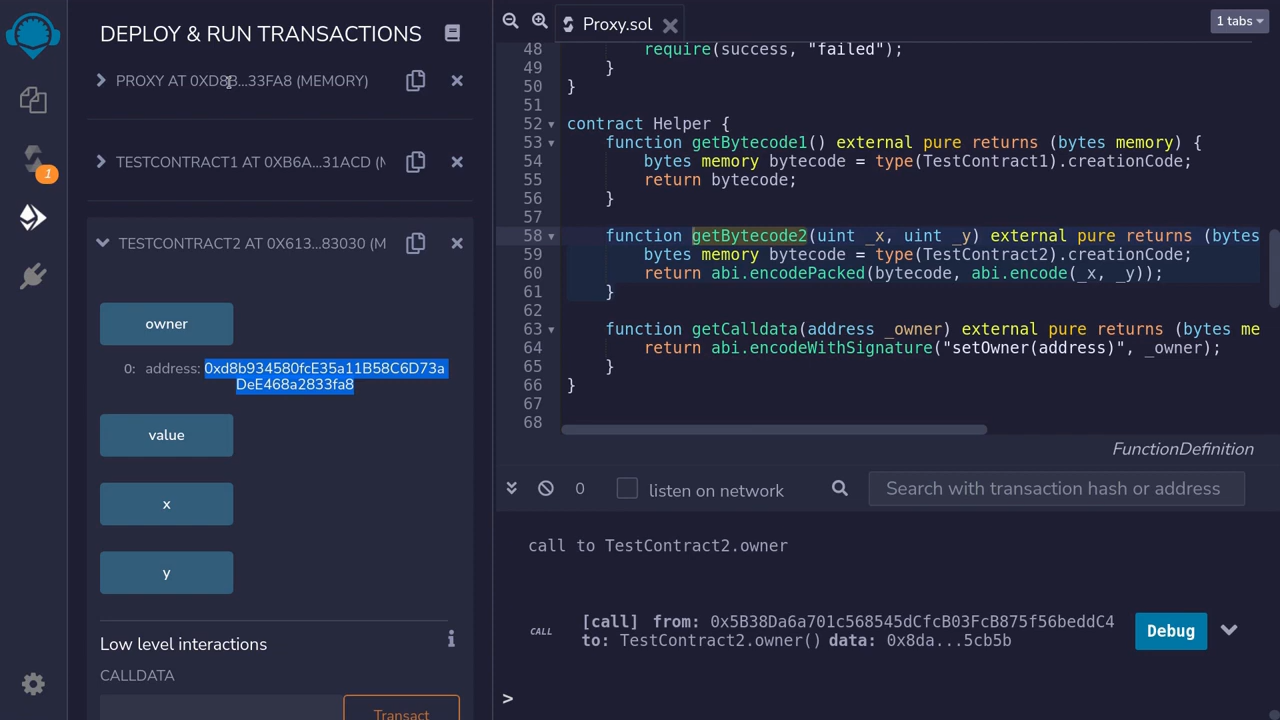 DEPLOY & RUN TRANSACTIONS
PROXY AT 0XD8B...33FA8 (MEMORY)
TESTCONTRACT1 AT 0XB6A...31ACD (M
TESTCONTRACT2 AT 0X613...83030 (M
1
owner
0: address: 0xd8b934580fcE35a11B58C6D73a
DeE468a2833fa8
value
x
y
Low level interactions
CALLDATA
Transact
Proxy.sol
1 tabs
48 require(success, "failed");
49 }
50 }
51
52 contract Helper {
53 function getBytecode1() external pure returns (bytes memory) {
54 bytes memory bytecode = type(TestContract1).creationCode;
55 return bytecode;
56 }
57
58 function getBytecode2(uint _x, uint _y) external pure returns (bytes
59 bytes memory bytecode = type(TestContract2).creationCode;
60 return abi.encodePacked(bytecode, abi.encode(_x, _y));
61 }
62
63 function getCalldata(address _owner) external pure returns (bytes me
64 return abi.encodeWithSignature("setOwner(address)", _owner);
65 }
66 }
67
68
FunctionDefinition
0 listen on network Search with transaction hash or address
call to TestContract2.owner
CALL [call] from: 0x5B38Da6a701c568545dCfcB03FcB875f56beddC4
to: TestContract2.owner() data: 0x8da...5cb5b
Debug
>